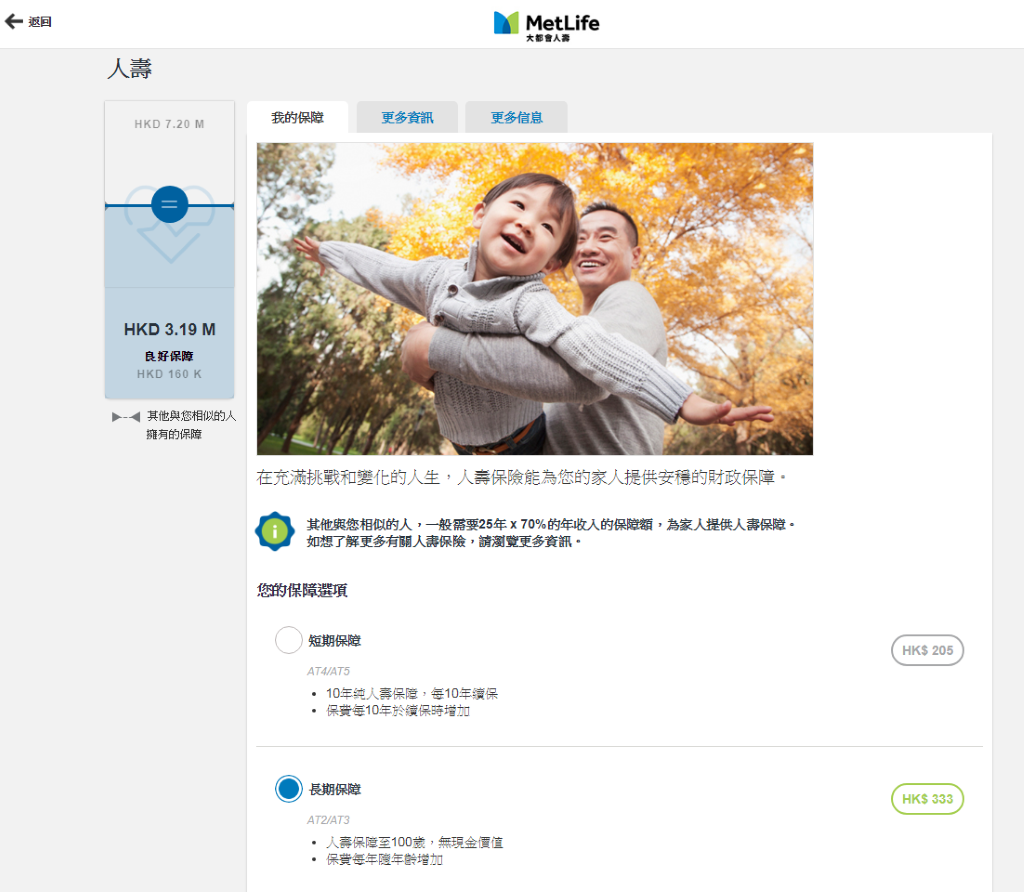 返回
MetLife
大都會人壽
人壽
HKD 7.20 M
HKD 3.19 M
良好保障
HKD 160 K
其他與您相似的人
擁有的保障
我的保障
更多資訊
更多信息
在充滿挑戰和變化的人生，人壽保險能為您的家人提供安穩的財政保障。
其他與您相似的人，一般需要25年 x 70%的年收入的保障額，為家人提供人壽保障。
如想了解更多有關人壽保險，請瀏覽更多資訊。
您的保障選項
短期保障
HK$ 205
AT4/AT5
• 10年純人壽保障，每10年續保
• 保費每10年於續保時增加
長期保障
HK$ 333
AT2/AT3
• 人壽保障至100歲，無現金價值
• 保費每年隨年齡增加